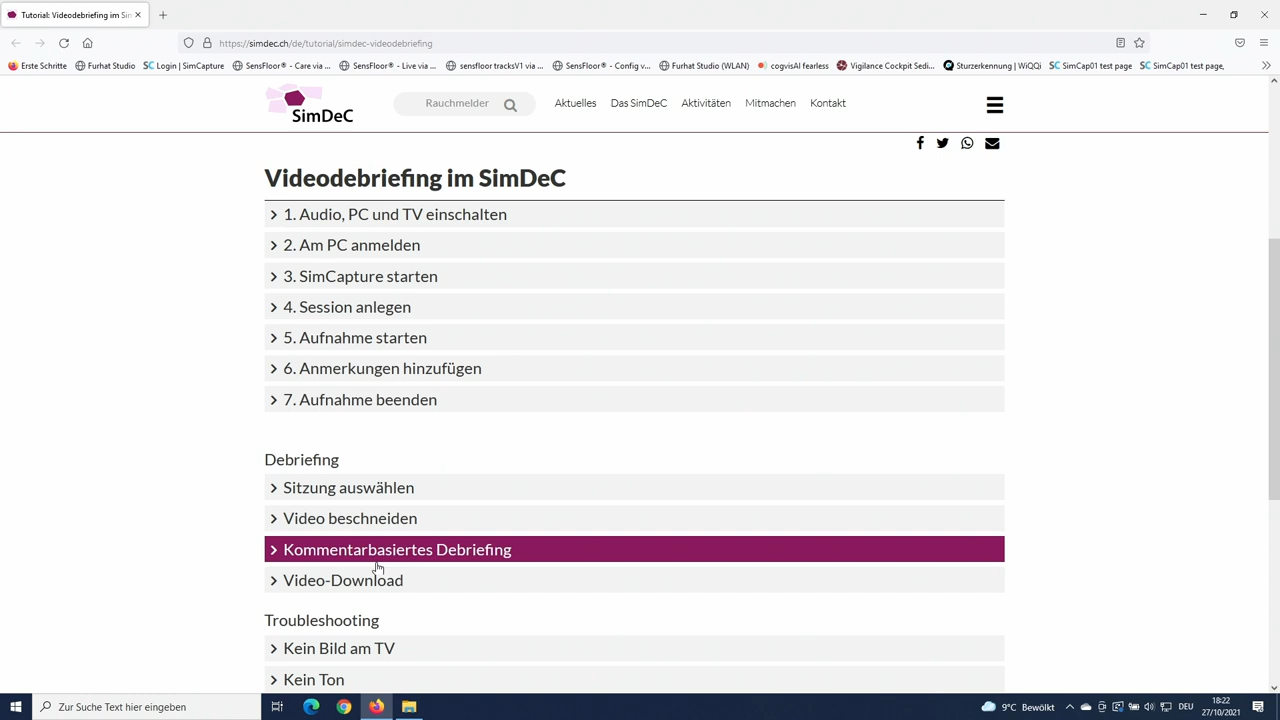 Tutorial: Videodebriefing im Sim
https://simdec.ch/de/tutorial/simdec-videodebriefing
Erste Schritte
Furhat Studio
SC Login | SimCapture
SensFloor® - Care via ...
SensFloor® - Live via ...
sensfloor tracksV1 via ...
SensFloor® - Config v...
Furhat Studio (WLAN)
cogvisAI fearless
Vigilance Cockpit Sedi...
Sturzerkennung | WiQQi
SC SimCap01 test page
SC SimCap01 test page,
SimDeC
Rauchmelder
Aktuelles
Das SimDeC
Aktivitäten
Mitmachen
Kontakt
Videodebriefing im SimDeC
1. Audio, PC und TV einschalten
2. Am PC anmelden
3. SimCapture starten
4. Session anlegen
5. Aufnahme starten
6. Anmerkungen hinzufügen
7. Aufnahme beenden
Debriefing
Sitzung auswählen
Video beschneiden
Kommentarbasiertes Debriefing
Video-Download
Troubleshooting
Kein Bild am TV
Kein Ton
Zur Suche Text hier eingeben
9°C Bewölkt
DEU
18:22
27/10/2021